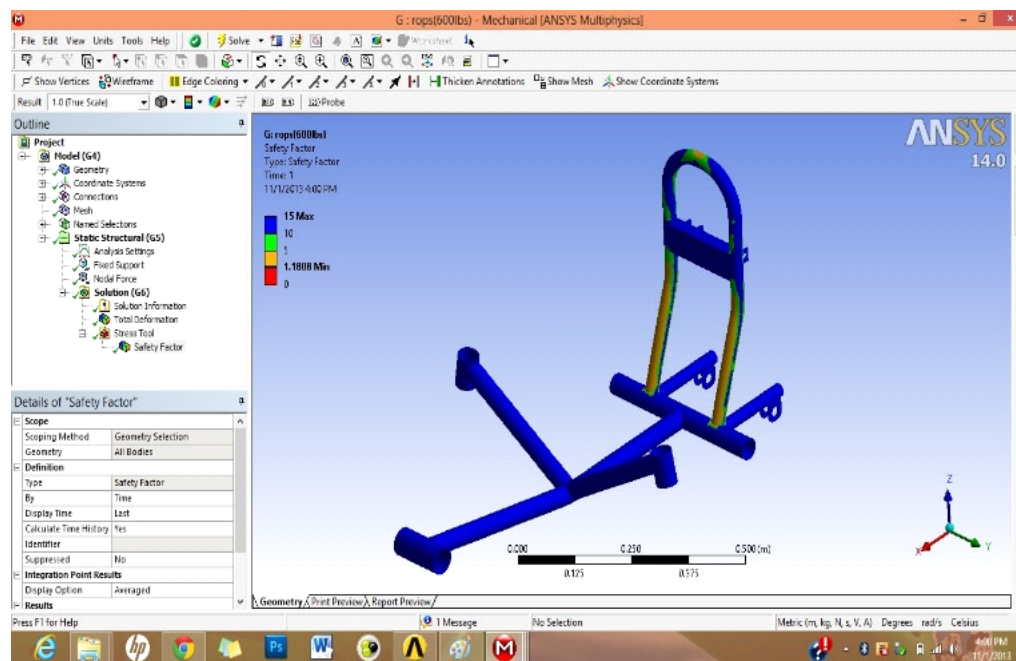 G : rops(600lbs) - Mechanical [ANSYS Multiphysics]
File Edit View Units Tools Help Solve Worksheet
Show Vertices Wireframe Edge Coloring Thicken Annotations Show Mesh Show Coordinate Systems
Result 1.0 (True Scale) Probe
Outline
Project
Model (G4)
Geometry
Coordinate Systems
Connections
Mesh
Named Selections
Static Structural (G5)
Analysis Settings
Fixed Support
Nodal Force
Solution (G6)
Solution Information
Total Deformation
Stress Tool
Safety Factor
Details of "Safety Factor"
Scope
Scoping Method Geometry Selection
Geometry All Bodies
Definition
Type Safety Factor
By Time
Display Time Last
Calculate Time History Yes
Identifier
Suppressed No
Integration Point Results
Display Option Averaged
Results
G: rops(600lbs)
Safety Factor
Type: Safety Factor
Time: 1
11/1/2013 4:00 PM
15 Max
10
1.1808 Min
0
ANSYS
14.0
Z
X
Y
0.000 0.250 0.500 (m)
0.125 0.375
Geometry Print Preview Report Preview
Press F1 for Help 1 Message No Selection Metric (m, kg, N, s, V, A) Degrees rad/s Celsius
hp Ps W M
4:00 PM
11/1/2013